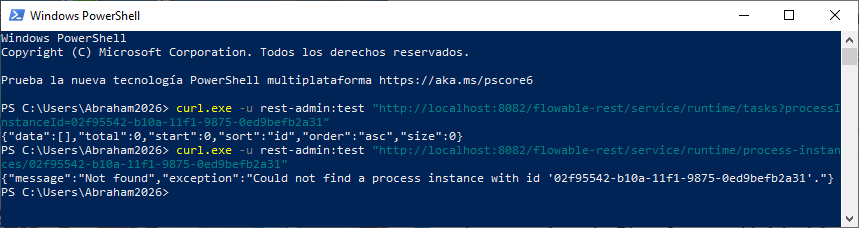 Windows PowerShell
Windows PowerShell
Copyright (C) Microsoft Corporation. Todos los derechos reservados.
Prueba la nueva tecnología PowerShell multiplataforma https://aka.ms/pscore6
PS C:\Users\Abraham2026> curl.exe -u rest-admin:test "http://localhost:8082/flowable-rest/service/runtime/tasks?processI
nstanceId=02f95542-b10a-11f1-9875-0ed9befb2a31"
{"data":[],"total":0,"start":0,"sort":"id","order":"asc","size":0}
PS C:\Users\Abraham2026> curl.exe -u rest-admin:test "http://localhost:8082/flowable-rest/service/runtime/process-instan
ces/02f95542-b10a-11f1-9875-0ed9befb2a31"
{"message":"Not found","exception":"Could not find a process instance with id '02f95542-b10a-11f1-9875-0ed9befb2a31'."}
PS C:\Users\Abraham2026>